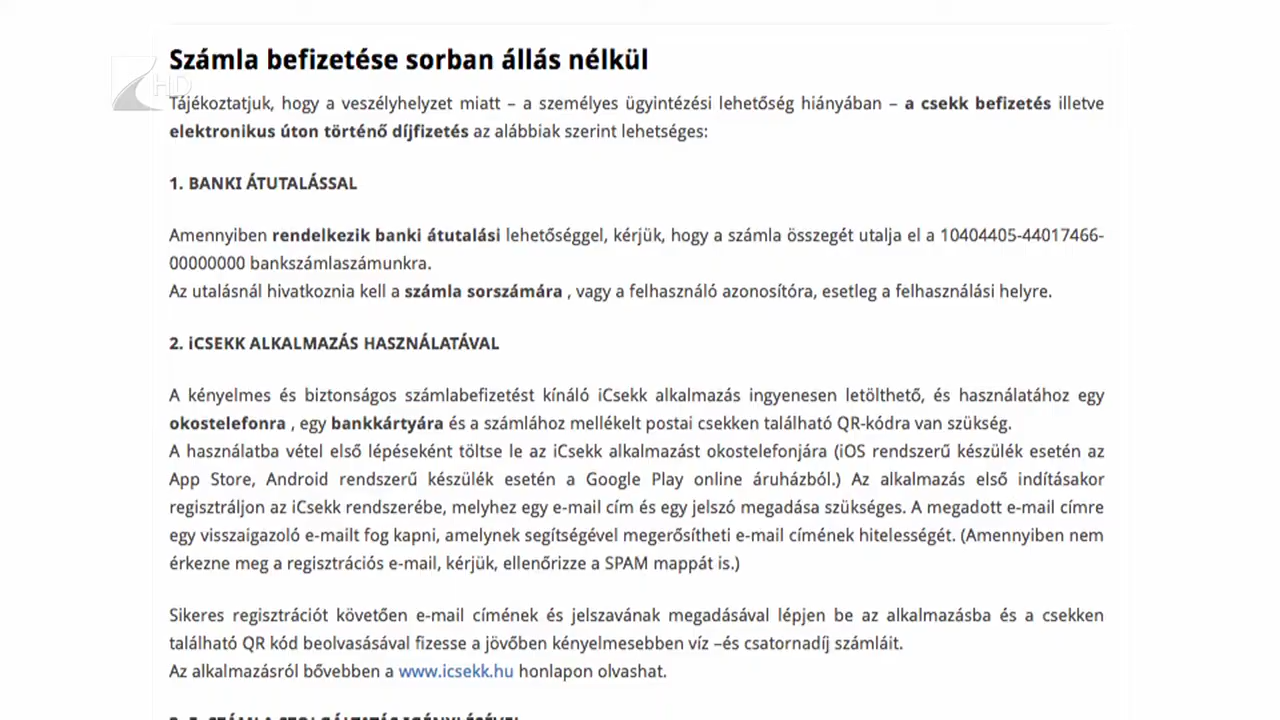 Számla befizetése sorban állás nélkül
HD
Tájékoztatjuk, hogy a veszélyhelyzet miatt – a személyes ügyintézési lehetőség hiányában – a csekk befizetés illetve
elektronikus úton történő díjfizetés az alábbiak szerint lehetséges:
1. BANKI ÁTUTALÁSSAL
Amennyiben rendelkezik banki átutalási lehetőséggel, kérjük, hogy a számla összegét utalja el a 10404405-44017466-
00000000 bankszámlaszámunkra.
Az utalásnál hivatkoznia kell a számla sorszámára , vagy a felhasználó azonosítóra, esetleg a felhasználási helyre.
2. iCSEKK ALKALMAZÁS HASZNÁLATÁVAL
A kényelmes és biztonságos számlabefizetést kínáló iCsekk alkalmazás ingyenesen letölthető, és használatához egy
okostelefonra , egy bankkártyára és a számlához mellékelt postai csekken található QR-kódra van szükség.
A használatba vétel első lépéseként töltse le az iCsekk alkalmazást okostelefonjára (iOS rendszerű készülék esetén az
App Store, Android rendszerű készülék esetén a Google Play online áruházból.) Az alkalmazás első indításakor
regisztráljon az iCsekk rendszerébe, melyhez egy e-mail cím és egy jelszó megadása szükséges. A megadott e-mail címre
egy visszaigazoló e-mailt fog kapni, amelynek segítségével megerősítheti e-mail címének hitelességét. (Amennyiben nem
érkezne meg a regisztrációs e-mail, kérjük, ellenőrizze a SPAM mappát is.)
Sikeres regisztrációt követően e-mail címének és jelszavának megadásával lépjen be az alkalmazásba és a csekken
található QR kód beolvasásával fizesse a jövőben kényelmesebben víz –és csatornadíj számláit.
Az alkalmazásról bővebben a www.icsekk.hu honlapon olvashat.